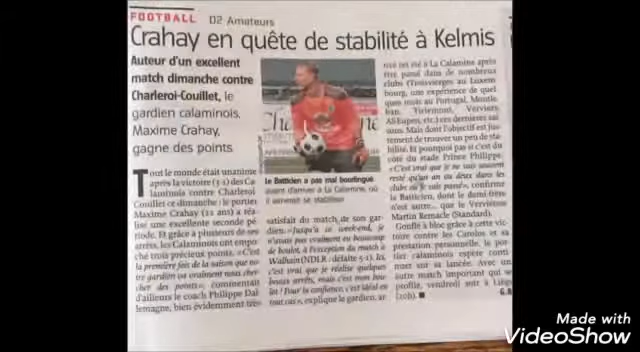 FOOTBALL D2 Amateurs
Crahay en quête de stabilité à Kelmis
Auteur d'un excellent
match dimanche contre
Charleroi-Couillet, le
gardien calaminois,
Maxime Crahay,
gagne des points
Tout le monde était unanime
après la victoire (3-1) des Ca-
laminois contre Charleroi
Couillet ce dimanche : le portier
Maxime Crahay (22 ans) a réa-
lisé une excellente seconde pé-
riode. Et grâce à plusieurs de ses
arrêts, les Calaminois ont empo-
ché trois précieux points. « C'est la
première fois de la saison que no-
tre gardien va vraiment nous cher-
cher des points », commentait
d'ailleurs le coach Philippe Dal-
lemagne, bien évidemment très
le Batticien a pas mal bourlingué
avant d'arriver à La Calamine, où
il aimerait se stabiliser
satisfait du match de son gar-
dien. « Jusqu'à ce week-end, je
n'avais pas vraiment eu beaucoup
de boulot, à l'exception du match à
Walhain (NDLR : défaite 5-1). Ici,
c'est vrai que je réalise quelques
beaux arrêts, mais c'est mon bou-
lot ! Pour la confiance, c'est idéal en
tout cas », explique le gardien, ar-
rivé cet été à La Calamine après
être passé dans de nombreux
clubs (Troisvierges au Luxem-
bourg, une expérience de quel-
ques mois au Portugal, Montle-
ban, Tirlemont, Verviers,
AS Eupen, etc.) ces dernières sai-
sons. Mais dont l'objectif est jus-
tement de trouver un peu de sta-
bilité. Et pourquoi pas si c'est du
côté du stade Prince Philippe.
« C'est vrai que je ne suis souvent
resté qu'un an ou deux dans les
clubs où je suis passé », confirme
le Batticien, dont le demi-frère
n'est autre... que le Verviétois
Martin Remacle (Standard).
Gonflé à bloc grâce à cette vic-
toire contre les Carolos et sa
prestation personnelle, le por-
tier calaminois espère conti-
nuer sur sa lancée. Avec un
autre match important qui se
profile, vendredi soir à Liège
(20h). ■
Made with
VideoShow